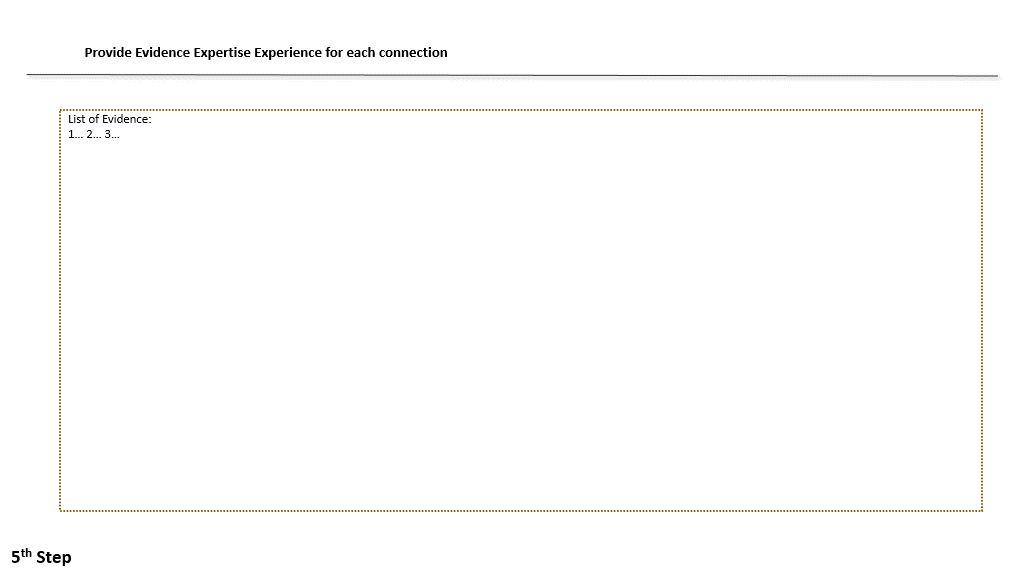 Provide Evidence Expertise Experience for each connection
List of Evidence:
1... 2... 3...
5th Step